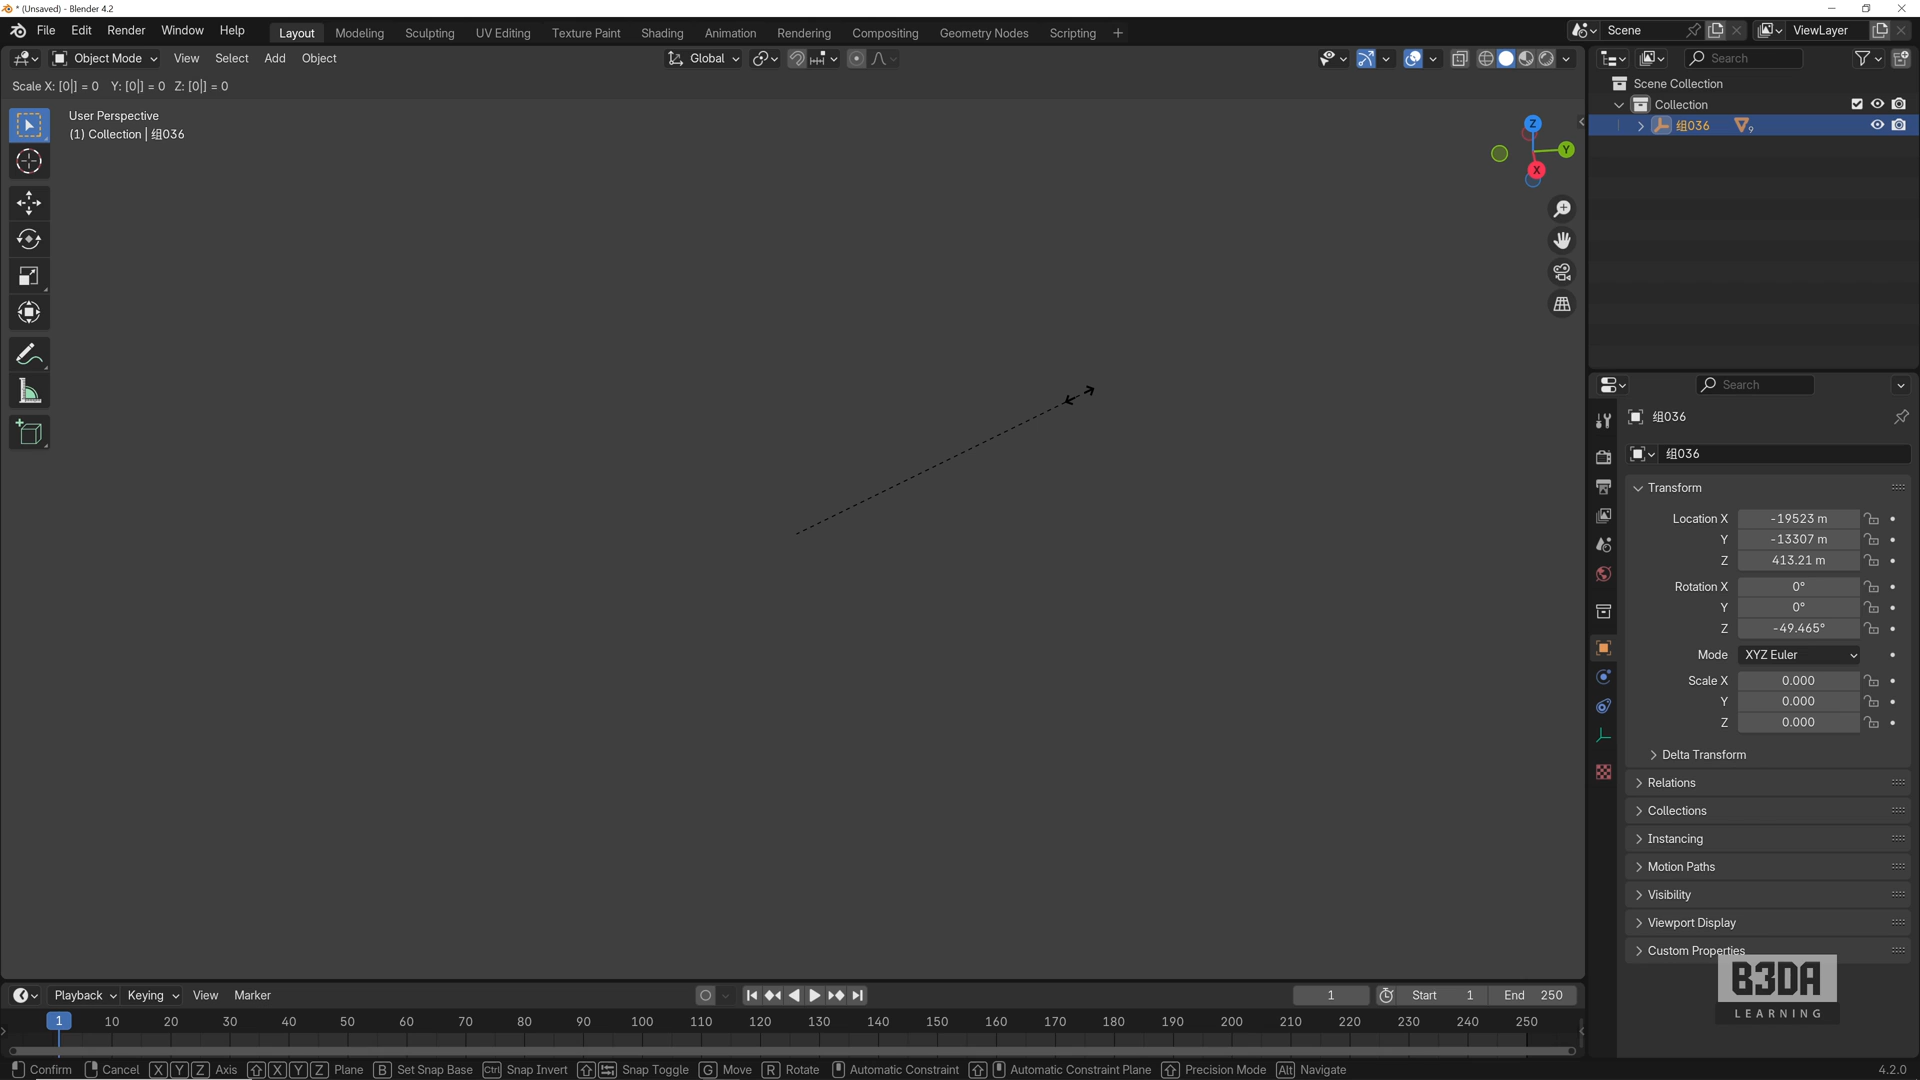 * (Unsaved) - Blender 4.2
File Edit Render Window Help
Layout Modeling Sculpting UV Editing Texture Paint Shading Animation Rendering Compositing Geometry Nodes Scripting +
Scene
ViewLayer
Object Mode View Select Add Object
Global
Search
Scale X: [0|] = 0 Y: [0|] = 0 Z: [0|] = 0
User Perspective
(1) Collection | 组036
Z
Y
X
Scene Collection
Collection
组036 9
Search
组036
组036
Transform
Location X -19523 m
Y -13307 m
Z 413.21 m
Rotation X 0°
Y 0°
Z -49.465°
Mode XYZ Euler
Scale X 0.000
Y 0.000
Z 0.000
Delta Transform
Relations
Collections
Instancing
Motion Paths
Visibility
Viewport Display
Custom Properties
B3DA
LEARNING
Playback Keying View Marker
1 Start 1 End 250
1 10 20 30 40 50 60 70 80 90 100 110 120 130 140 150 160 170 180 190 200 210 220 230 240 250
Confirm Cancel X Y Z Axis X Y Z Plane B Set Snap Base Ctrl Snap Invert Snap Toggle G Move R Rotate Automatic Constraint Automatic Constraint Plane Precision Mode Alt Navigate
4.2.0